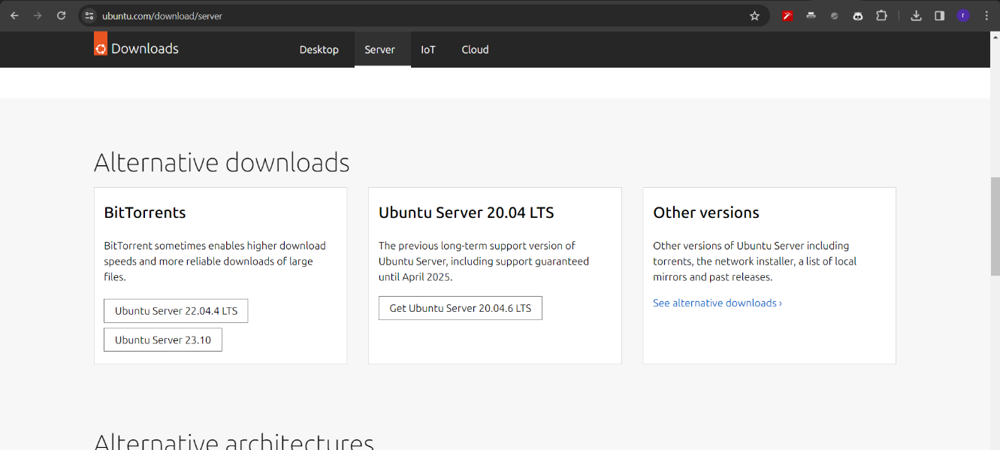 ubuntu.com/download/server
r
Downloads
Desktop
Server
IoT
Cloud
Alternative downloads
BitTorrents
BitTorrent sometimes enables higher download
speeds and more reliable downloads of large
files.
Ubuntu Server 22.04.4 LTS
Ubuntu Server 23.10
Ubuntu Server 20.04 LTS
The previous long-term support version of
Ubuntu Server, including support guaranteed
until April 2025.
Get Ubuntu Server 20.04.6 LTS
Other versions
Other versions of Ubuntu Server including
torrents, the network installer, a list of local
mirrors and past releases.
See alternative downloads ›
Alternative architectures